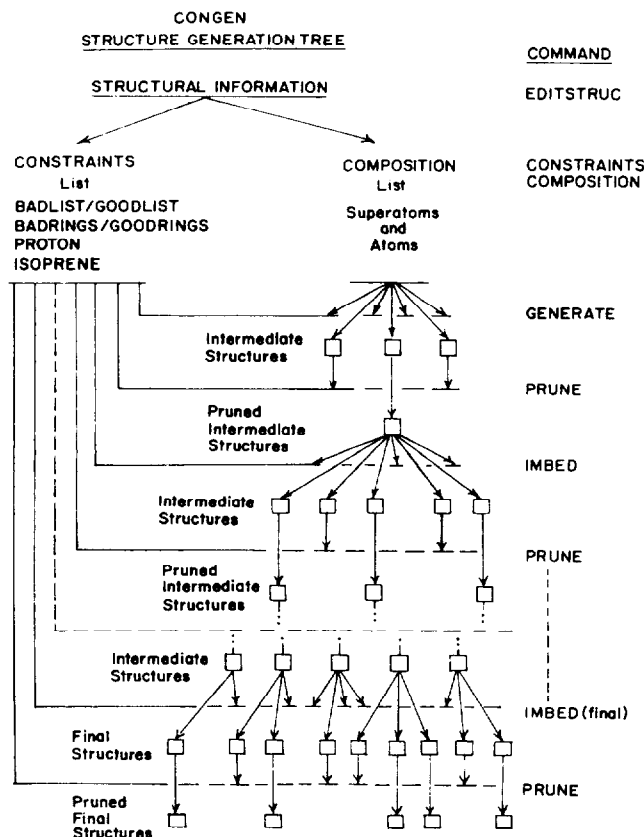 CONGEN
STRUCTURE GENERATION TREE
COMMAND
STRUCTURAL INFORMATION
EDITSTRUC
CONSTRAINTS
List
BADLIST/GOODLIST
BADRINGS/GOODRINGS
PROTON
ISOPRENE
COMPOSITION
List
Superatoms
and
Atoms
CONSTRAINTS
COMPOSITION
GENERATE
Intermediate
Structures
PRUNE
Pruned
Intermediate
Structures
IMBED
Intermediate
Structures
PRUNE
Pruned
Intermediate
Structures
Intermediate
Structures
IMBED (final)
Final
Structures
PRUNE
Pruned
Final
Structures